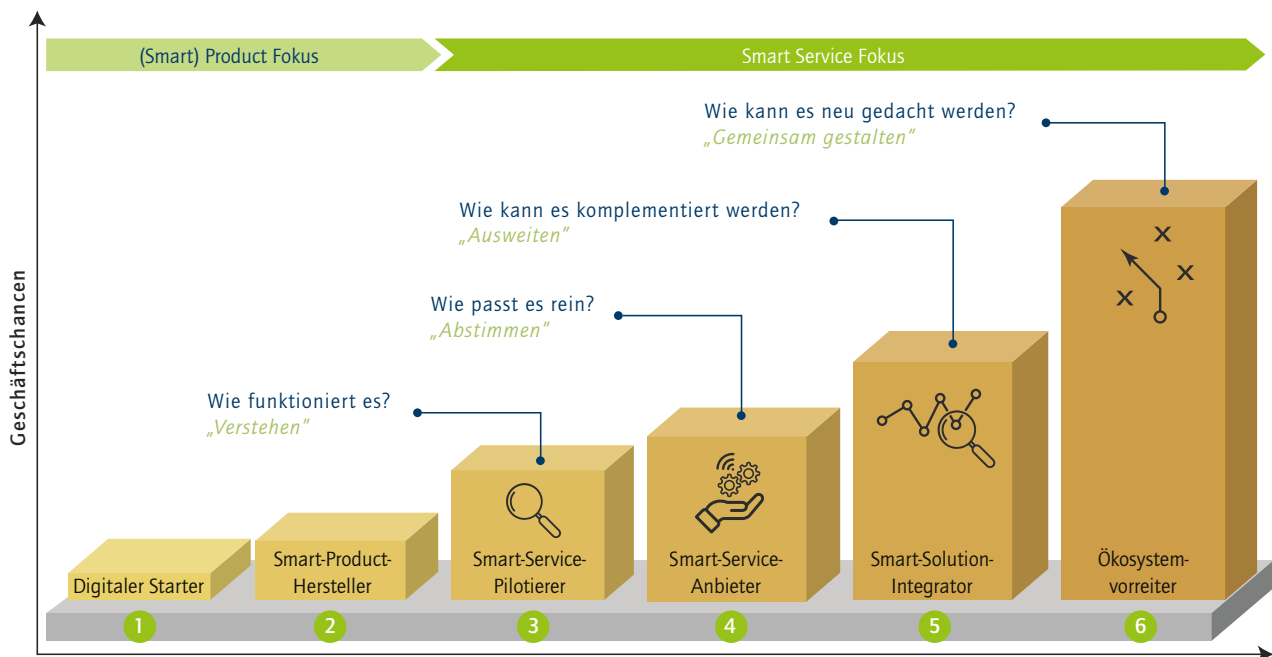 (Smart) Product Fokus
Smart Service Fokus
Wie kann es neu gedacht werden?
„Gemeinsam gestalten”
Wie kann es komplementiert werden?
„Ausweiten”
Wie passt es rein?
„Abstimmen”
Wie funktioniert es?
„Verstehen”
Geschäftschancen
Digitaler Starter
Smart-Product-
Hersteller
Smart-Service-
Pilotierer
Smart-Service-
Anbieter
Smart-Solution-
Integrator
Ökosystem-
vorreiter
1
2
3
4
5
6